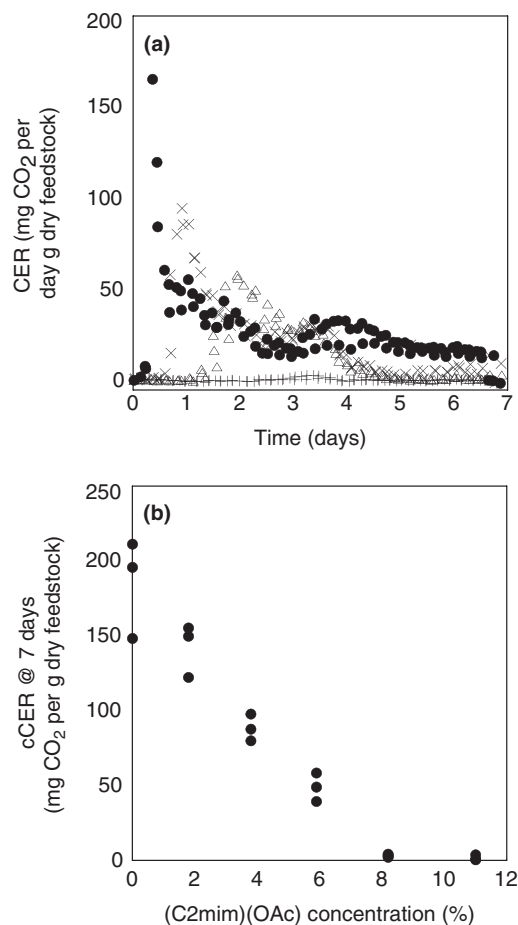 (a)
CER (mg CO2 per
day g dry feedstock)
200
150
100
50
0
0 1 2 3 4 5 6 7
Time (days)
(b)
cCER @ 7 days
(mg CO2 per g dry feedstock)
250
200
150
100
50
0
0 2 4 6 8 10 12
(C2mim)(OAc) concentration (%)